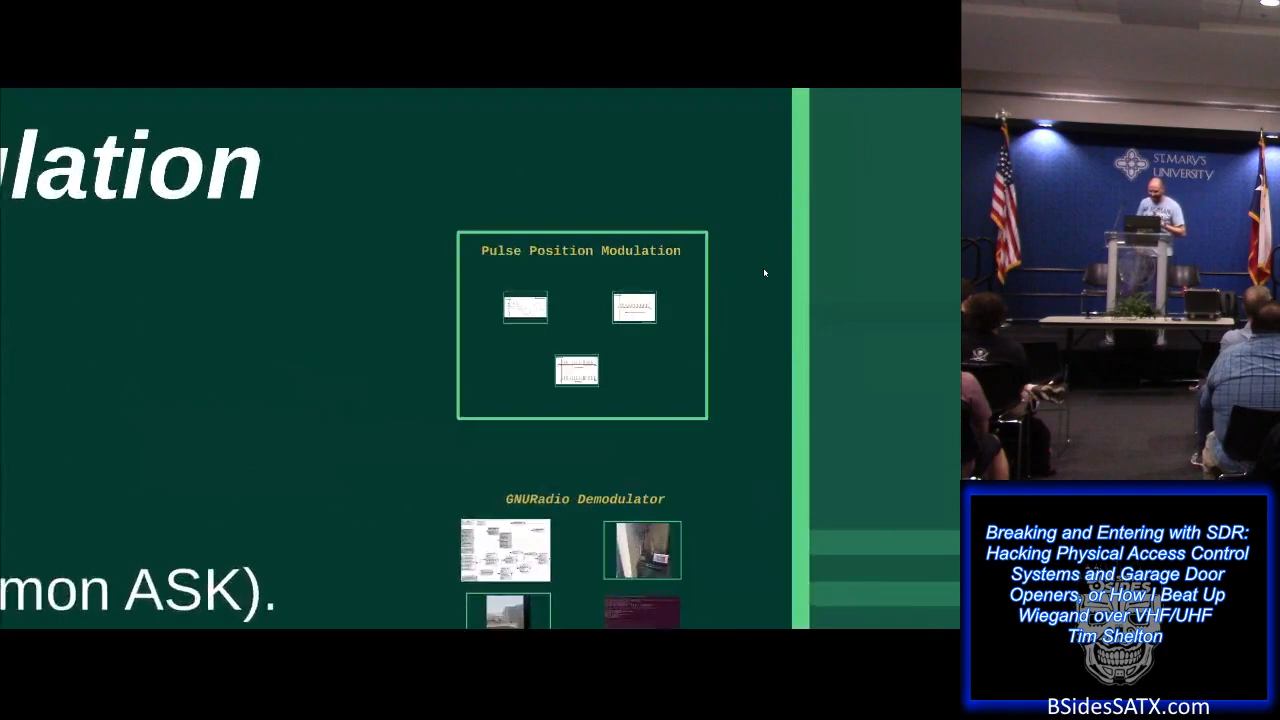 ulation
Pulse Position Modulation
GNURadio Demodulator
mon ASK).
ST. MARY'S
UNIVERSITY
Breaking and Entering with SDR:
Hacking Physical Access Control
Systems and Garage Door
Openers, or How I Beat Up
Wiegand over VHF/UHF
Tim Shelton
BSidesSATX.com